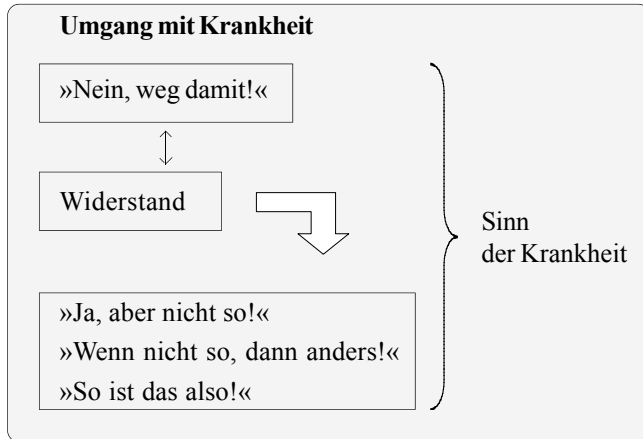 Umgang mit Krankheit
»Nein, weg damit!«
Widerstand
Sinn
der Krankheit
»Ja, aber nicht so!«
»Wenn nicht so, dann anders!«
»So ist das also!«